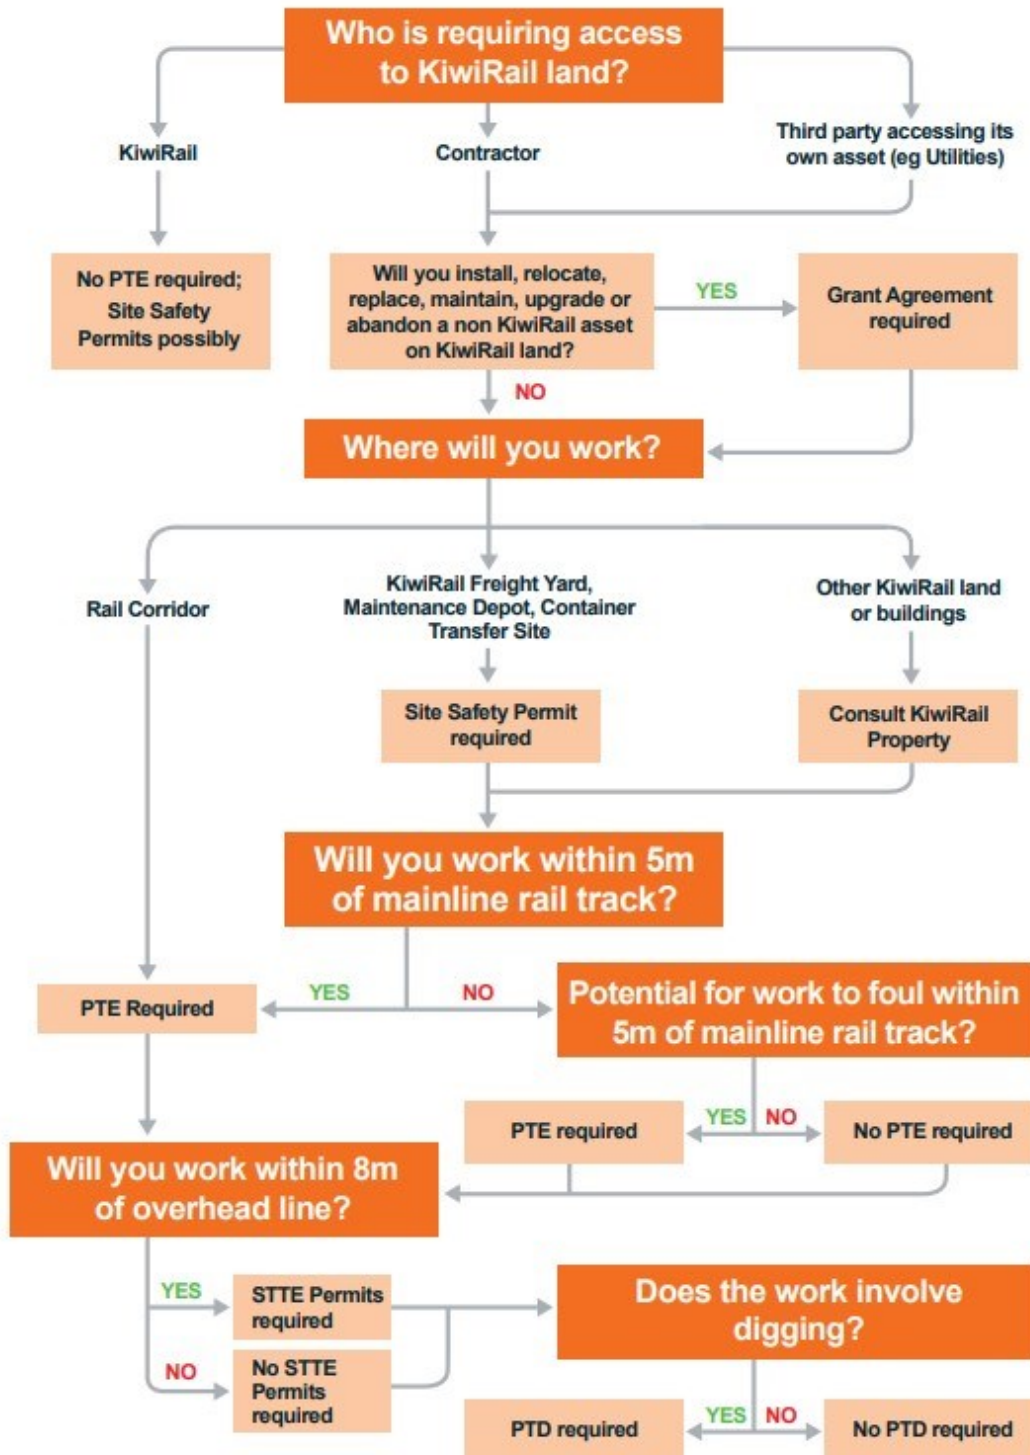 Who is requiring access
to KiwiRail land?
KiwiRail
Contractor
Third party accessing its
own asset (eg Utilities)
No PTE required;
Site Safety
Permits possibly
Will you install, relocate,
replace, maintain, upgrade or
abandon a non KiwiRail asset
on KiwiRail land?
YES
Grant Agreement
required
NO
Where will you work?
Rail Corridor
KiwiRail Freight Yard,
Maintenance Depot, Container
Transfer Site
Other KiwiRail land
or buildings
Site Safety Permit
required
Consult KiwiRail
Property
Will you work within 5m
of mainline rail track?
PTE Required
YES
NO
Potential for work to foul within
5m of mainline rail track?
PTE required
YES
NO
No PTE required
Will you work within 8m
of overhead line?
YES
STTE Permits
required
NO
No STTE
Permits
required
Does the work involve
digging?
PTD required
YES
NO
No PTD required